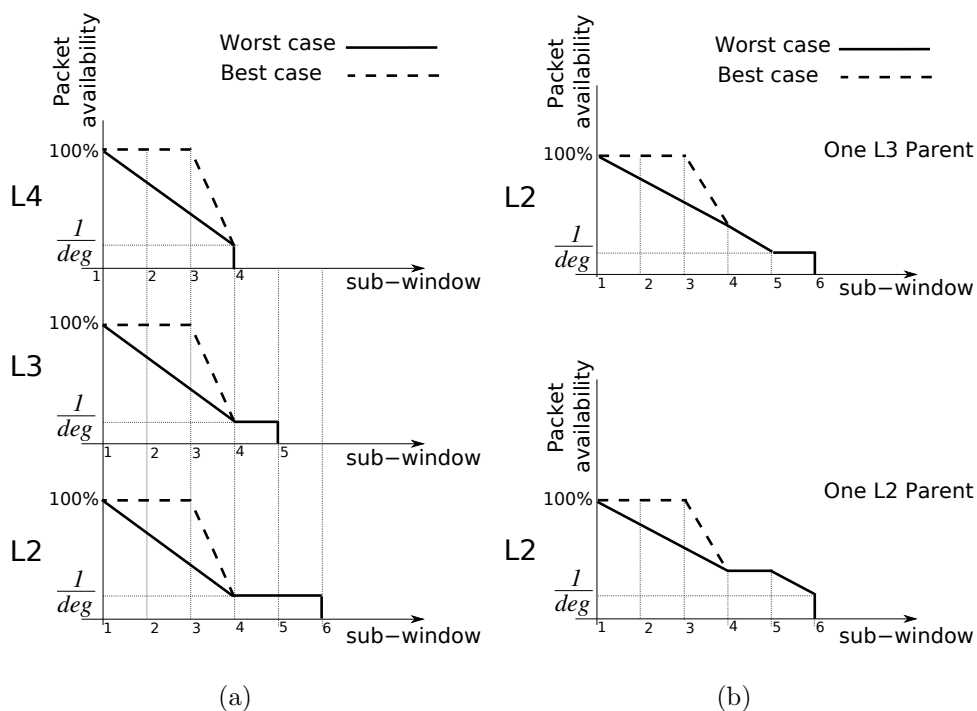 Worst case
Best case
Packet
availability
100%
L4
1
deg
1 2 3 4
sub−window
100%
L3
1
deg
1 2 3 4 5
sub−window
100%
L2
1
deg
1 2 3 4 5 6
sub−window
(a)
Worst case
Best case
Packet
availability
One L3 Parent
100%
L2
1
deg
1 2 3 4 5 6
sub−window
Packet
availability
One L2 Parent
100%
L2
1
deg
1 2 3 4 5 6
sub−window
(b)